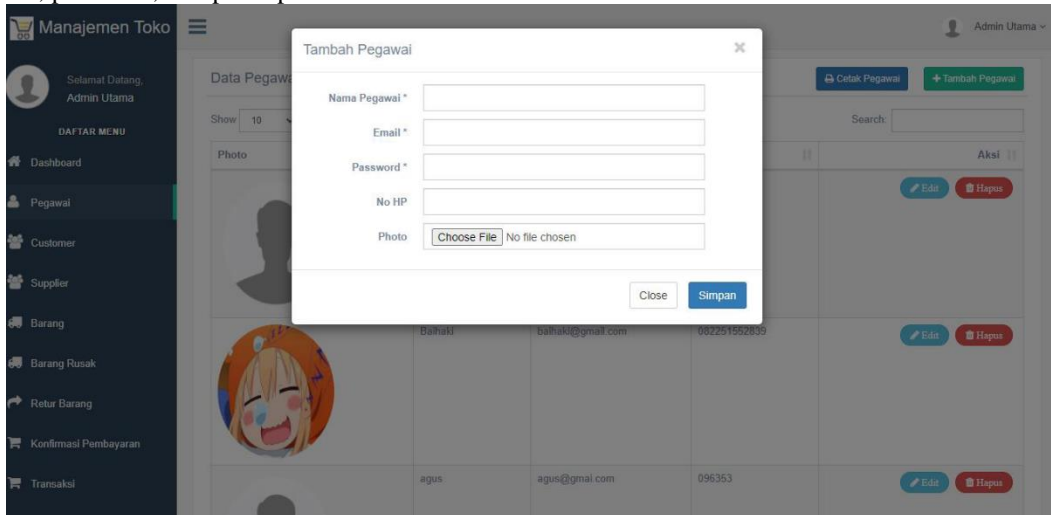 Manajemen Toko
Admin Utama
Selamat Datang,
Admin Utama
DAFTAR MENU
Dashboard
Pegawai
Customer
Supplier
Barang
Barang Rusak
Retur Barang
Konfirmasi Pembayaran
Transaksi
Data Pegawa
Cetak Pegawai
Tambah Pegawai
Show 10
Search:
Photo
Aksi
Edit Hapus
Baihaki baihaki@gmail.com 082251552839
Edit Hapus
agus agus@gmai.com 096353
Edit Hapus
Tambah Pegawai
Nama Pegawai *
Email *
Password *
No HP
Photo Choose File No file chosen
Close Simpan